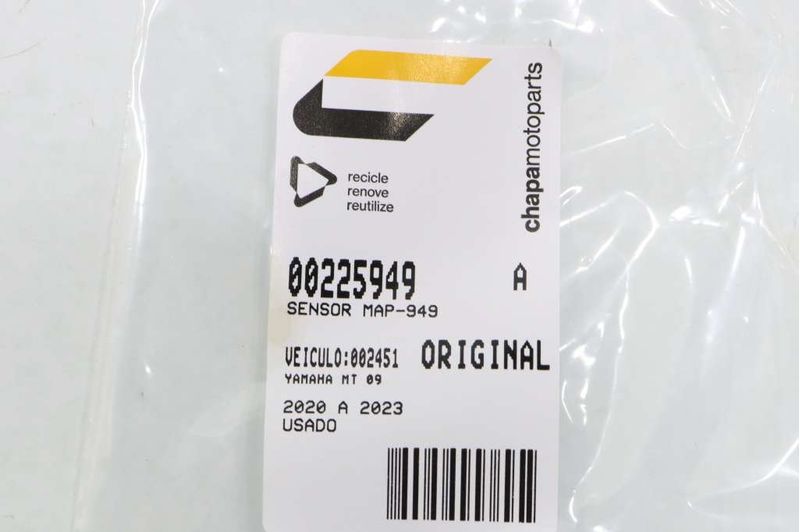 chapamotoparts
recicle
renove
reutilize
00225949 A
SENSOR MAP-949
VEICULO:002451 ORIGINAL
YAMAHA MT 09
2020 A 2023
USADO